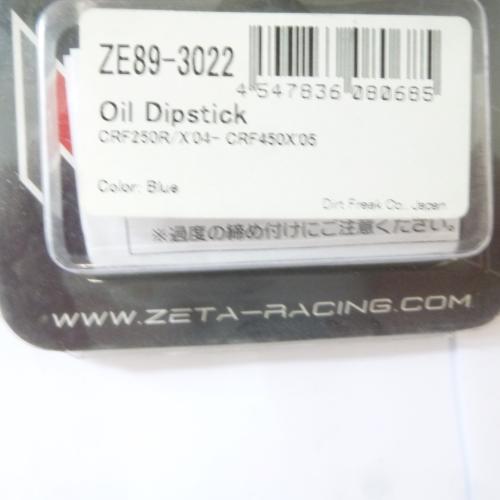 ZE89-3022
4 547836 080685
Oil Dipstick
CRF250R/X'04- CRF450X'05
Color: Blue
Dirt Freak Co., Japan
※過度の締め付けにご注意ください。
WWW.ZETA-RACING.COM